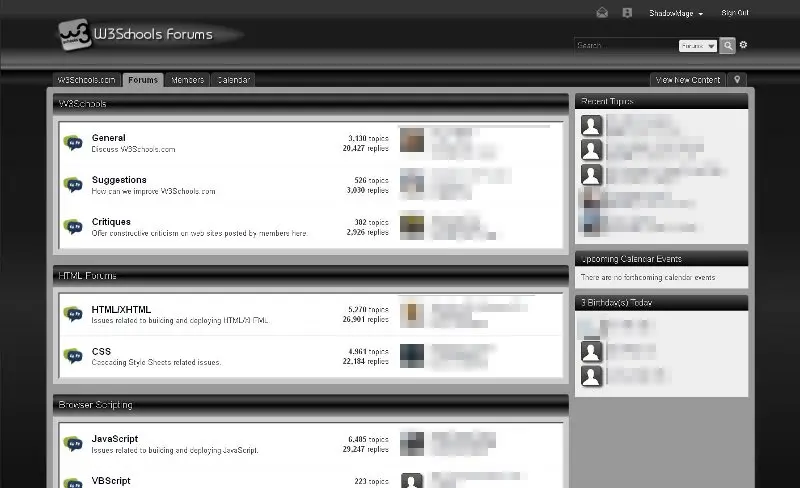 W3Schools Forums
ShadowMage
Sign Out
Search...
Forums
W3Schools.com
Forums
Members
Calendar
View New Content
W3Schools
General
Discuss W3Schools.com
3,130 topics
20,427 replies
Suggestions
How can we improve W3Schools.com
526 topics
3,030 replies
Critiques
Offer constructive criticism on web sites posted by members here.
302 topics
2,926 replies
HTML Forums
HTML/XHTML
Issues related to building and deploying HTML/XHTML.
5,270 topics
26,901 replies
CSS
Cascading Style Sheets related issues.
4,961 topics
22,184 replies
Browser Scripting
JavaScript
Issues related to building and deploying JavaScript.
6,485 topics
29,247 replies
VBScript
223 topics
Recent Topics
Upcoming Calendar Events
There are no forthcoming calendar events
3 Birthday(s) Today